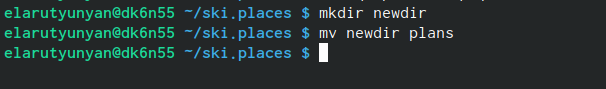 elarutyunyan@dk6n55 ~/ski.places $ mkdir newdir
elarutyunyan@dk6n55 ~/ski.places $ mv newdir plans
elarutyunyan@dk6n55 ~/ski.places $